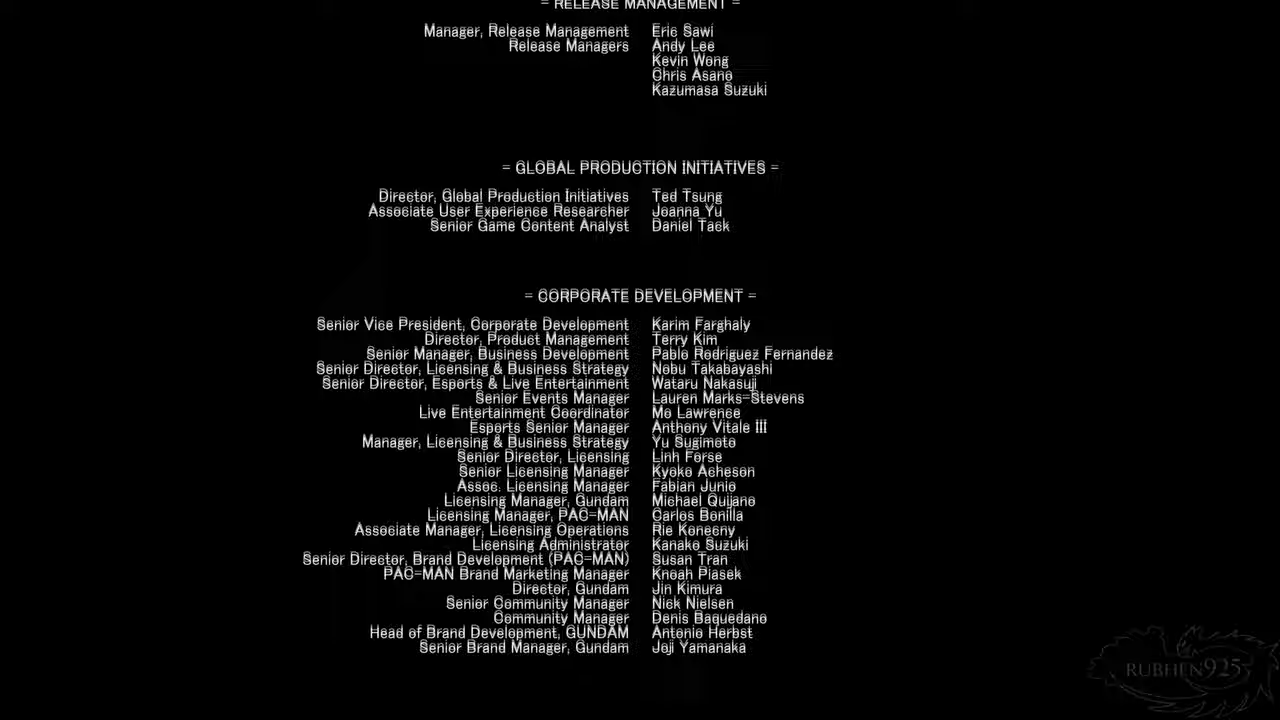 = RELEASE MANAGEMENT =
Manager, Release Management Eric Sawi
Release Managers Andy Lee
Kevin Wong
Chris Asano
Kazumasa Suzuki
= GLOBAL PRODUCTION INITIATIVES =
Director, Global Production Initiatives Ted Tsung
Associate User Experience Researcher Joanna Yu
Senior Game Content Analyst Daniel Tack
= CORPORATE DEVELOPMENT =
Senior Vice President, Corporate Development Karim Farghaly
Director, Product Management Terry Kim
Senior Manager, Business Development Pablo Rodriguez Fernandez
Senior Director, Licensing & Business Strategy Nobu Takabayashi
Senior Director, Esports & Live Entertainment Wataru Nakasuji
Senior Events Manager Lauren Marks-Stevens
Live Entertainment Coordinator Mo Lawrence
Esports Senior Manager Anthony Vitale III
Manager, Licensing & Business Strategy Yu Sugimoto
Senior Director, Licensing Linh Forse
Senior Licensing Manager Kyoko Acheson
Assoc. Licensing Manager Fabian Junio
Licensing Manager, Gundam Michael Quijano
Licensing Manager, PAC-MAN Carlos Bonilla
Associate Manager, Licensing Operations Rie Konecny
Licensing Administrator Kanako Suzuki
Senior Director, Brand Development (PAC-MAN) Susan Tran
PAC-MAN Brand Marketing Manager Knoah Piasek
Director, Gundam Jin Kimura
Senior Community Manager Nick Nielsen
Community Manager Denis Baquedano
Head of Brand Development, GUNDAM Antonio Herbst
Senior Brand Manager, Gundam Joji Yamanaka
RUBHEN925